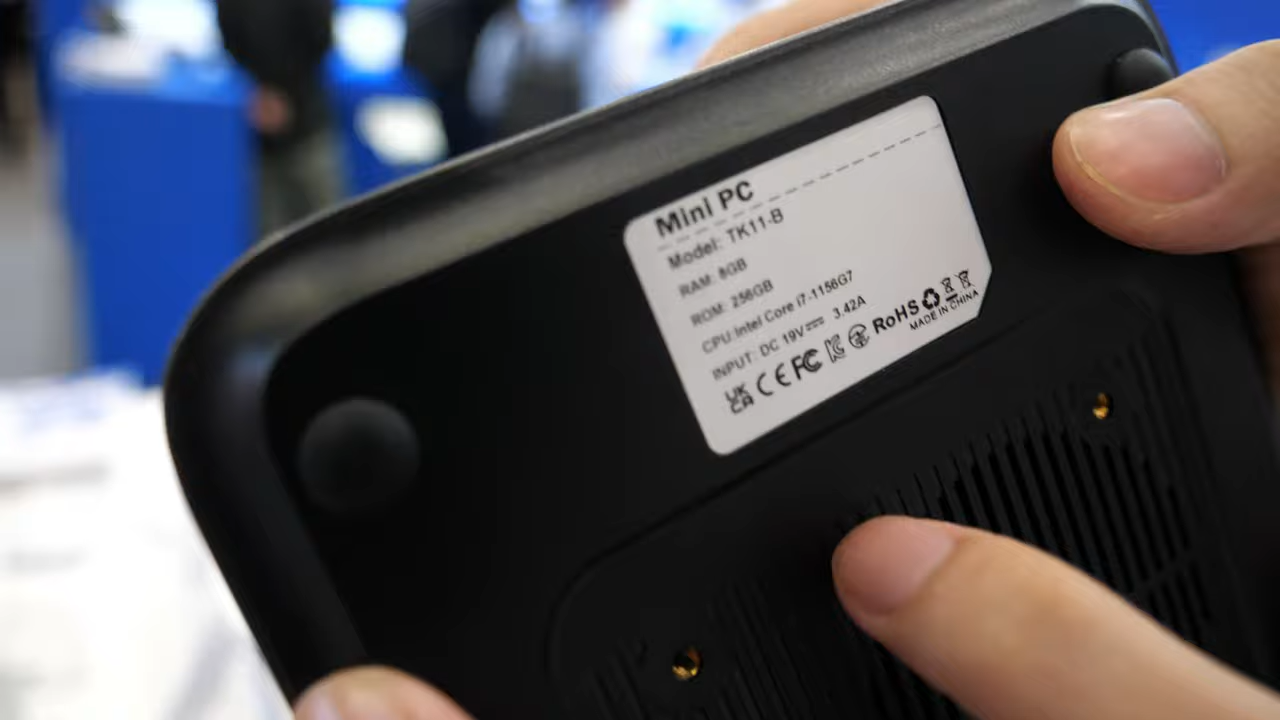 Mini PC
Model: TK11-B
RAM: 8GB
ROM: 256GB
CPU:Intel Core i7-1156G7
INPUT: DC 19V⎓ 3.42A
UK CA CE FC RoHS
MADE IN CHINA